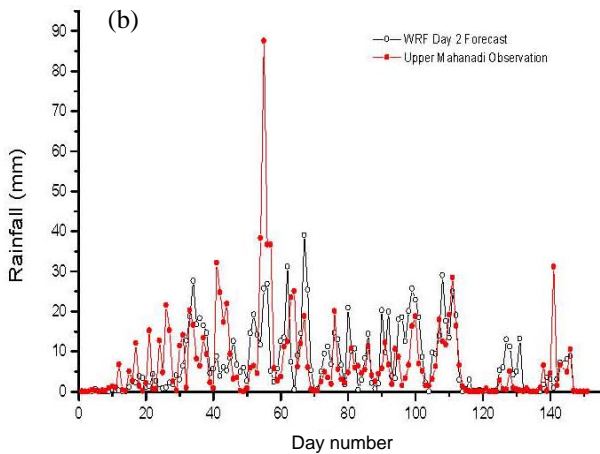 (b)
WRF Day 2 Forecast
Upper Mahanadi Observation
90
80
70
60
50
40
30
20
10
0
Rainfall (mm)
0 20 40 60 80 100 120 140
Day number